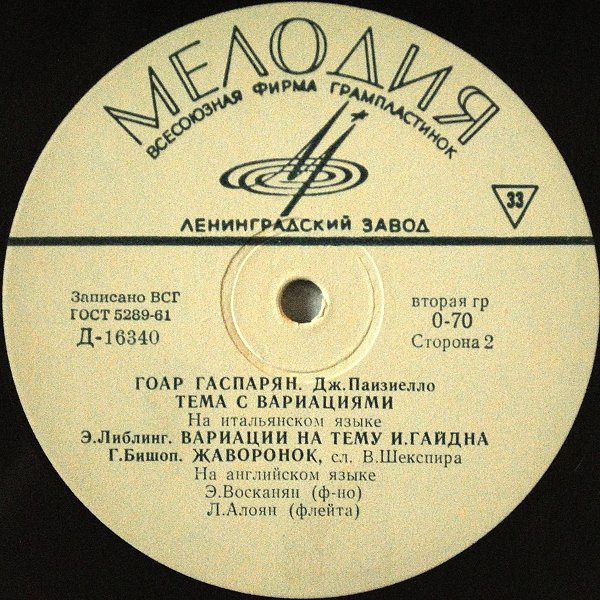 МЕЛОДИЯ
ВСЕСОЮЗНАЯ ФИРМА ГРАМПЛАСТИНОК
33
ЛЕНИНГРАДСКИЙ ЗАВОД
Записано ВСГ
ГОСТ 5289-61
Д-16340
вторая гр
0-70
Сторона 2
ГОАР ГАСПАРЯН. Дж.Паизиелло
ТЕМА С ВАРИАЦИЯМИ
На итальянском языке
Э.Либлинг. ВАРИАЦИИ НА ТЕМУ И.ГАЙДНА
Г.Бишоп. ЖАВОРОНОК, сл. В.Шекспира
На английском языке
Э.Восканян (ф-но)
Л.Алоян (флейта)